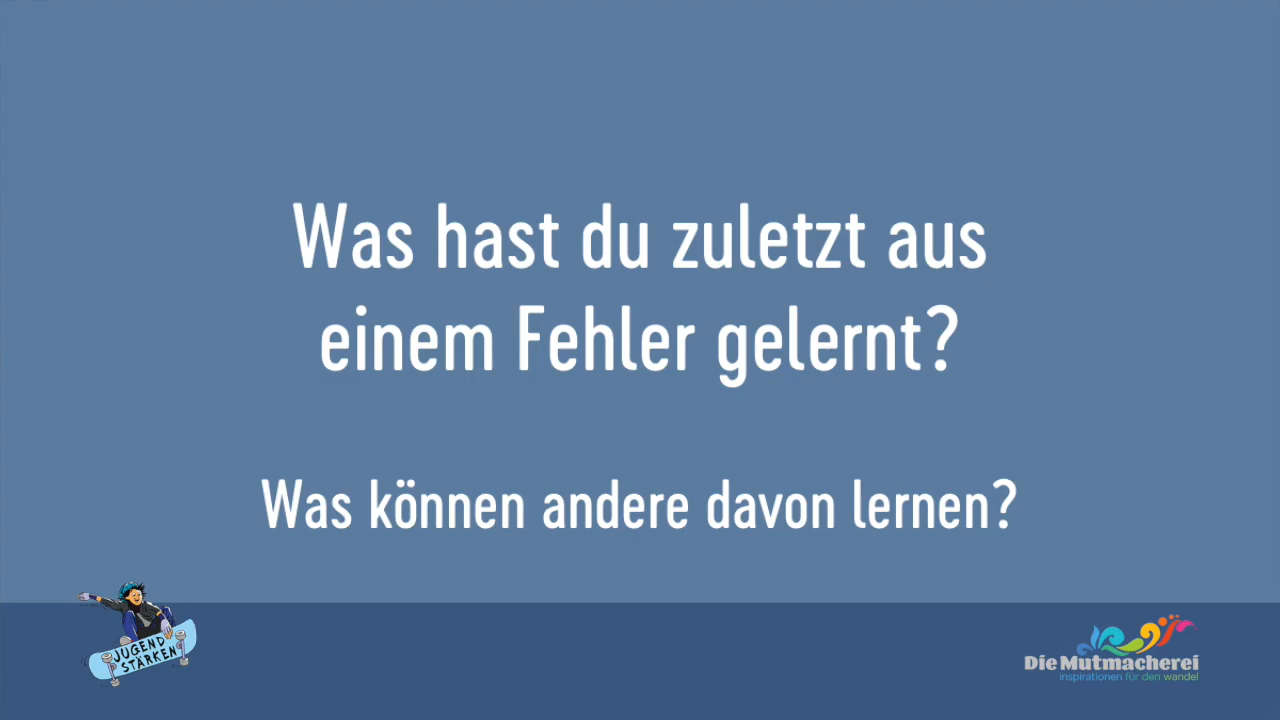 Was hast du zuletzt aus
einem Fehler gelernt?
Was können andere davon lernen?
JUGEND
STÄRKEN
Die Mutmacherei
inspirationen für den wandel